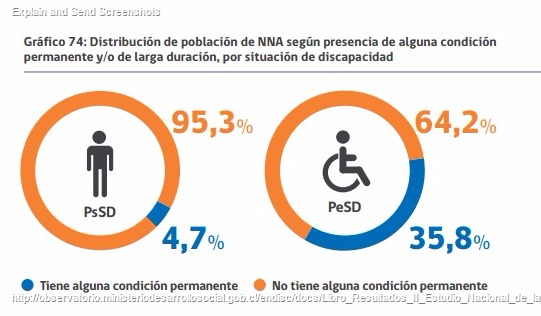 Explain and Send Screenshots
Gráfico 74: Distribución de población de NNA según presencia de alguna condición
permanente y/o de larga duración, por situación de discapacidad
95,3%
64,2%
PsSD
PeSD
4,7%
35,8%
Tiene alguna condición permanente
No tiene alguna condición permanente
http://observatorio.ministeriodesarrollosocial.gob.cl/endisc/docs/Libro_Resultados_II_Estudio_Nacional_de_la